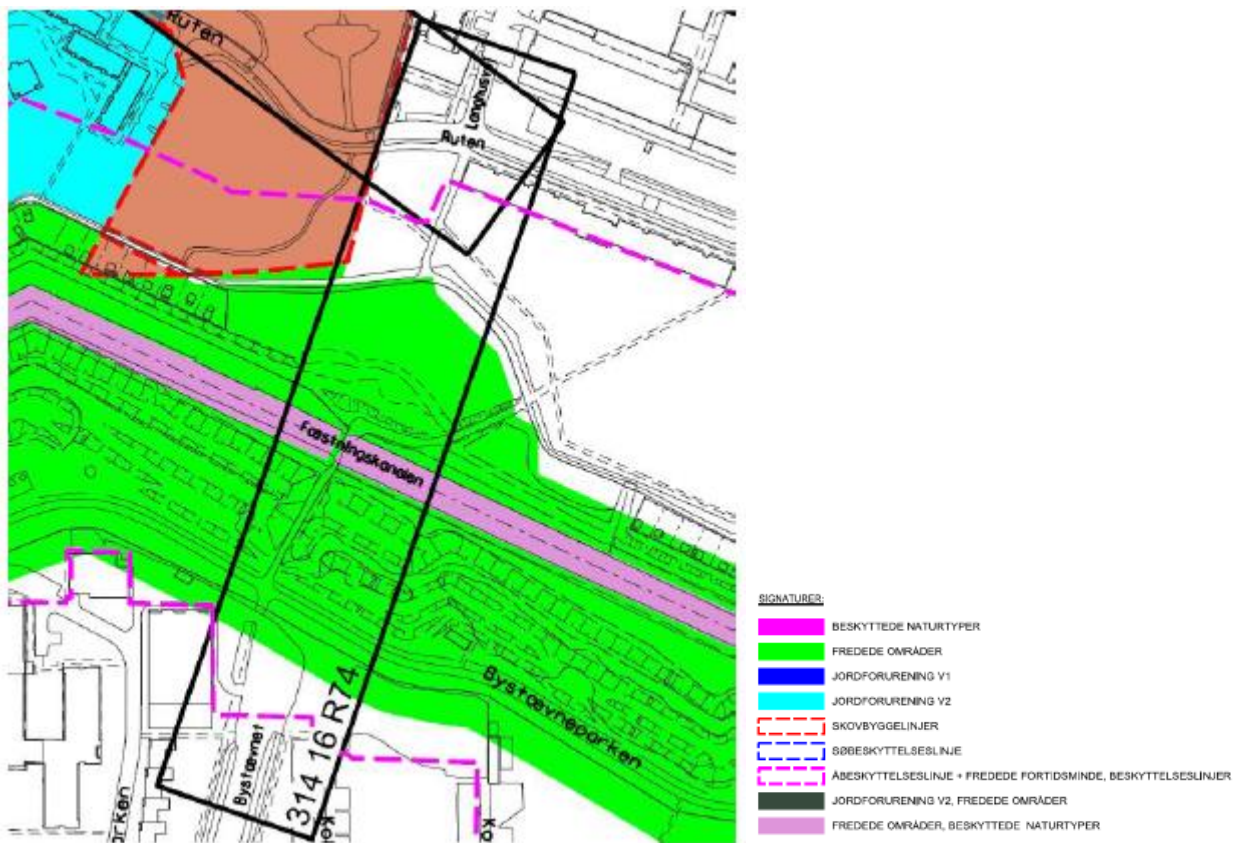 Ruten
Langhusvej
Ruten
Fæstningskanalen
Bystævneparken
314 16 R74
Bystævnet
SIGNATURER:
BESKYTTEDE NATURTYPER
FREDEDE OMRÅDER
JORDFORURENING V1
JORDFORURENING V2
SKOVBYGGELINJER
SØBESKYTTELSESLINJE
ÅBESKYTTELSESLINJE + FREDEDE FORTIDSMINDE, BESKYTTELSESLINJER
JORDFORURENING V2, FREDEDE OMRÅDER
FREDEDE OMRÅDER, BESKYTTEDE NATURTYPER